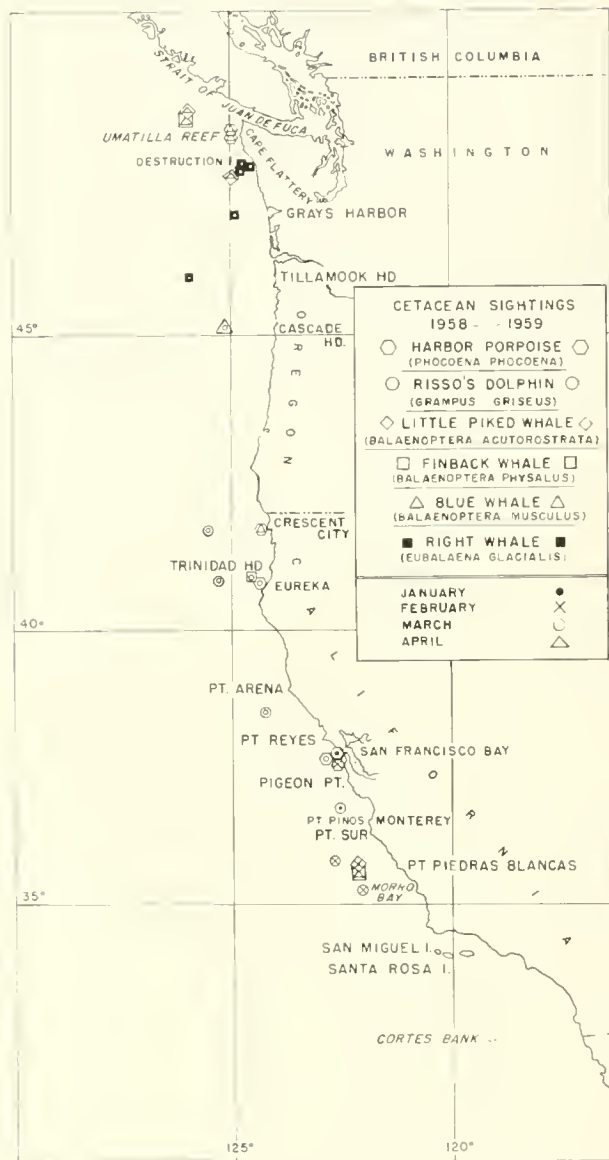 BRITISH COLUMBIA
STRAIT OF JUAN DE FUCA
UMATILLA REEF
CAPE FLATTERY
WASHINGTON
DESTRUCTION I
GRAYS HARBOR
TILLAMOOK HD
45°
CASCADE HD.
OREGON
CETACEAN SIGHTINGS
1958 - - 1959
HARBOR PORPOISE
(PHOCOENA PHOCOENA)
RISSO'S DOLPHIN
(GRAMPUS GRISEUS)
LITTLE PIKED WHALE
(BALAENOPTERA ACUTOROSTRATA)
FINBACK WHALE
(BALAENOPTERA PHYSALUS)
BLUE WHALE
(BALAENOPTERA MUSCULUS)
RIGHT WHALE
(EUBALAENA GLACIALIS)
JANUARY
FEBRUARY
MARCH
APRIL
CRESCENT CITY
TRINIDAD HD
EUREKA
CALIFORNIA
40°
PT. ARENA
PT REYES
SAN FRANCISCO BAY
PIGEON PT.
PT PINOS MONTEREY
PT. SUR
PT PIEDRAS BLANCAS
MORRO BAY
35°
SAN MIGUEL I.
SANTA ROSA I.
CORTES BANK
125°
120°